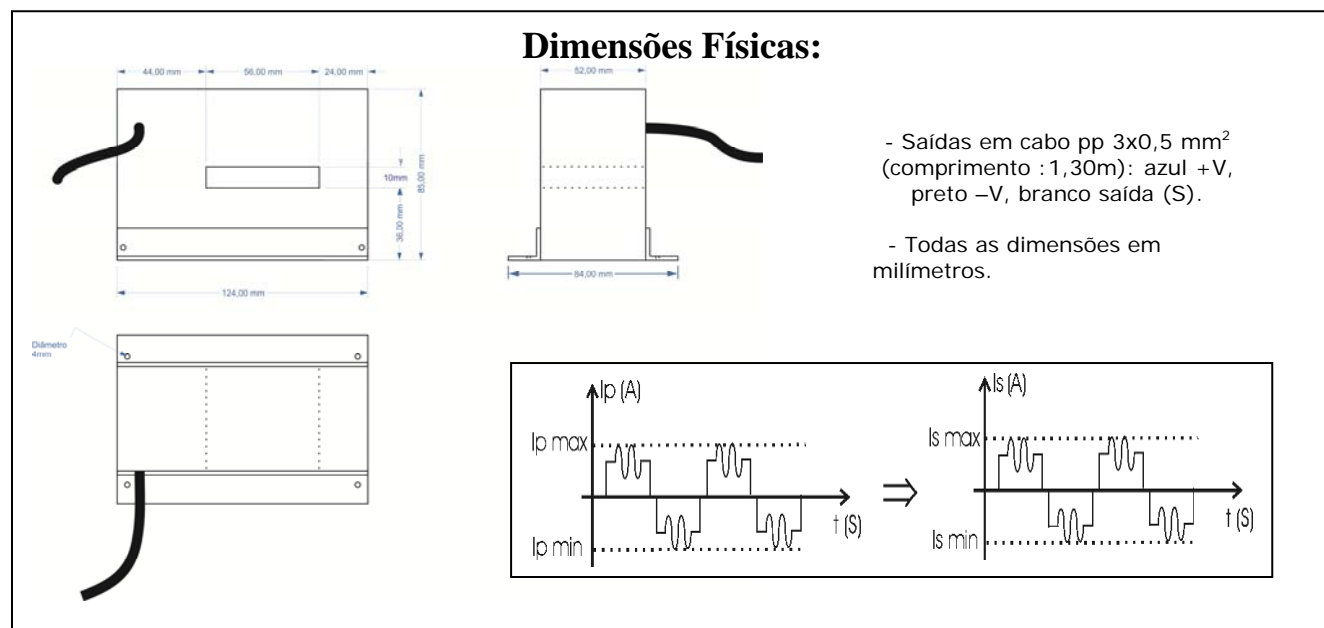 Dimensões Físicas:
44,00 mm 56,00 mm 24,00 mm
10mm
36,00 mm
85,00 mm
124,00 mm
52,00 mm
84,00 mm
- Saídas em cabo pp 3x0,5 mm²
(comprimento :1,30m): azul +V,
preto –V, branco saída (S).
- Todas as dimensões em
milímetros.
Diâmetro
4mm
Ip (A)
Ip max
Ip min
t (S)
Is (A)
Is max
Is min
t (S)